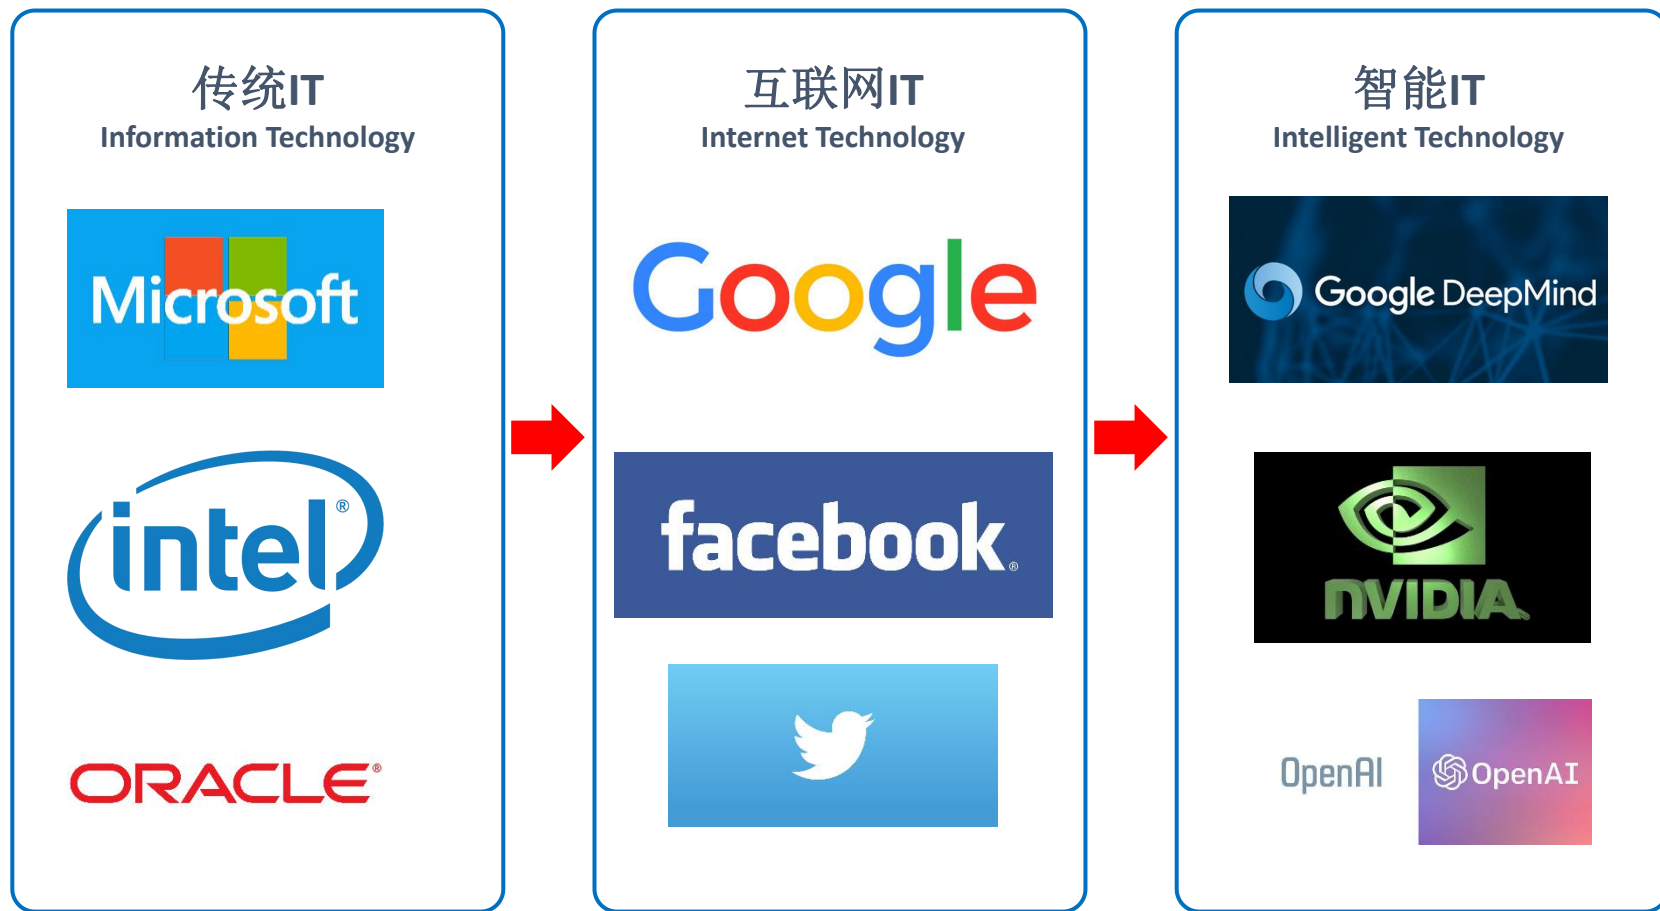 传统IT
Information Technology
Microsoft
intel®
ORACLE®
互联网IT
Internet Technology
Google
facebook®
智能IT
Intelligent Technology
Google DeepMind
NVIDIA
OpenAI
OpenAI